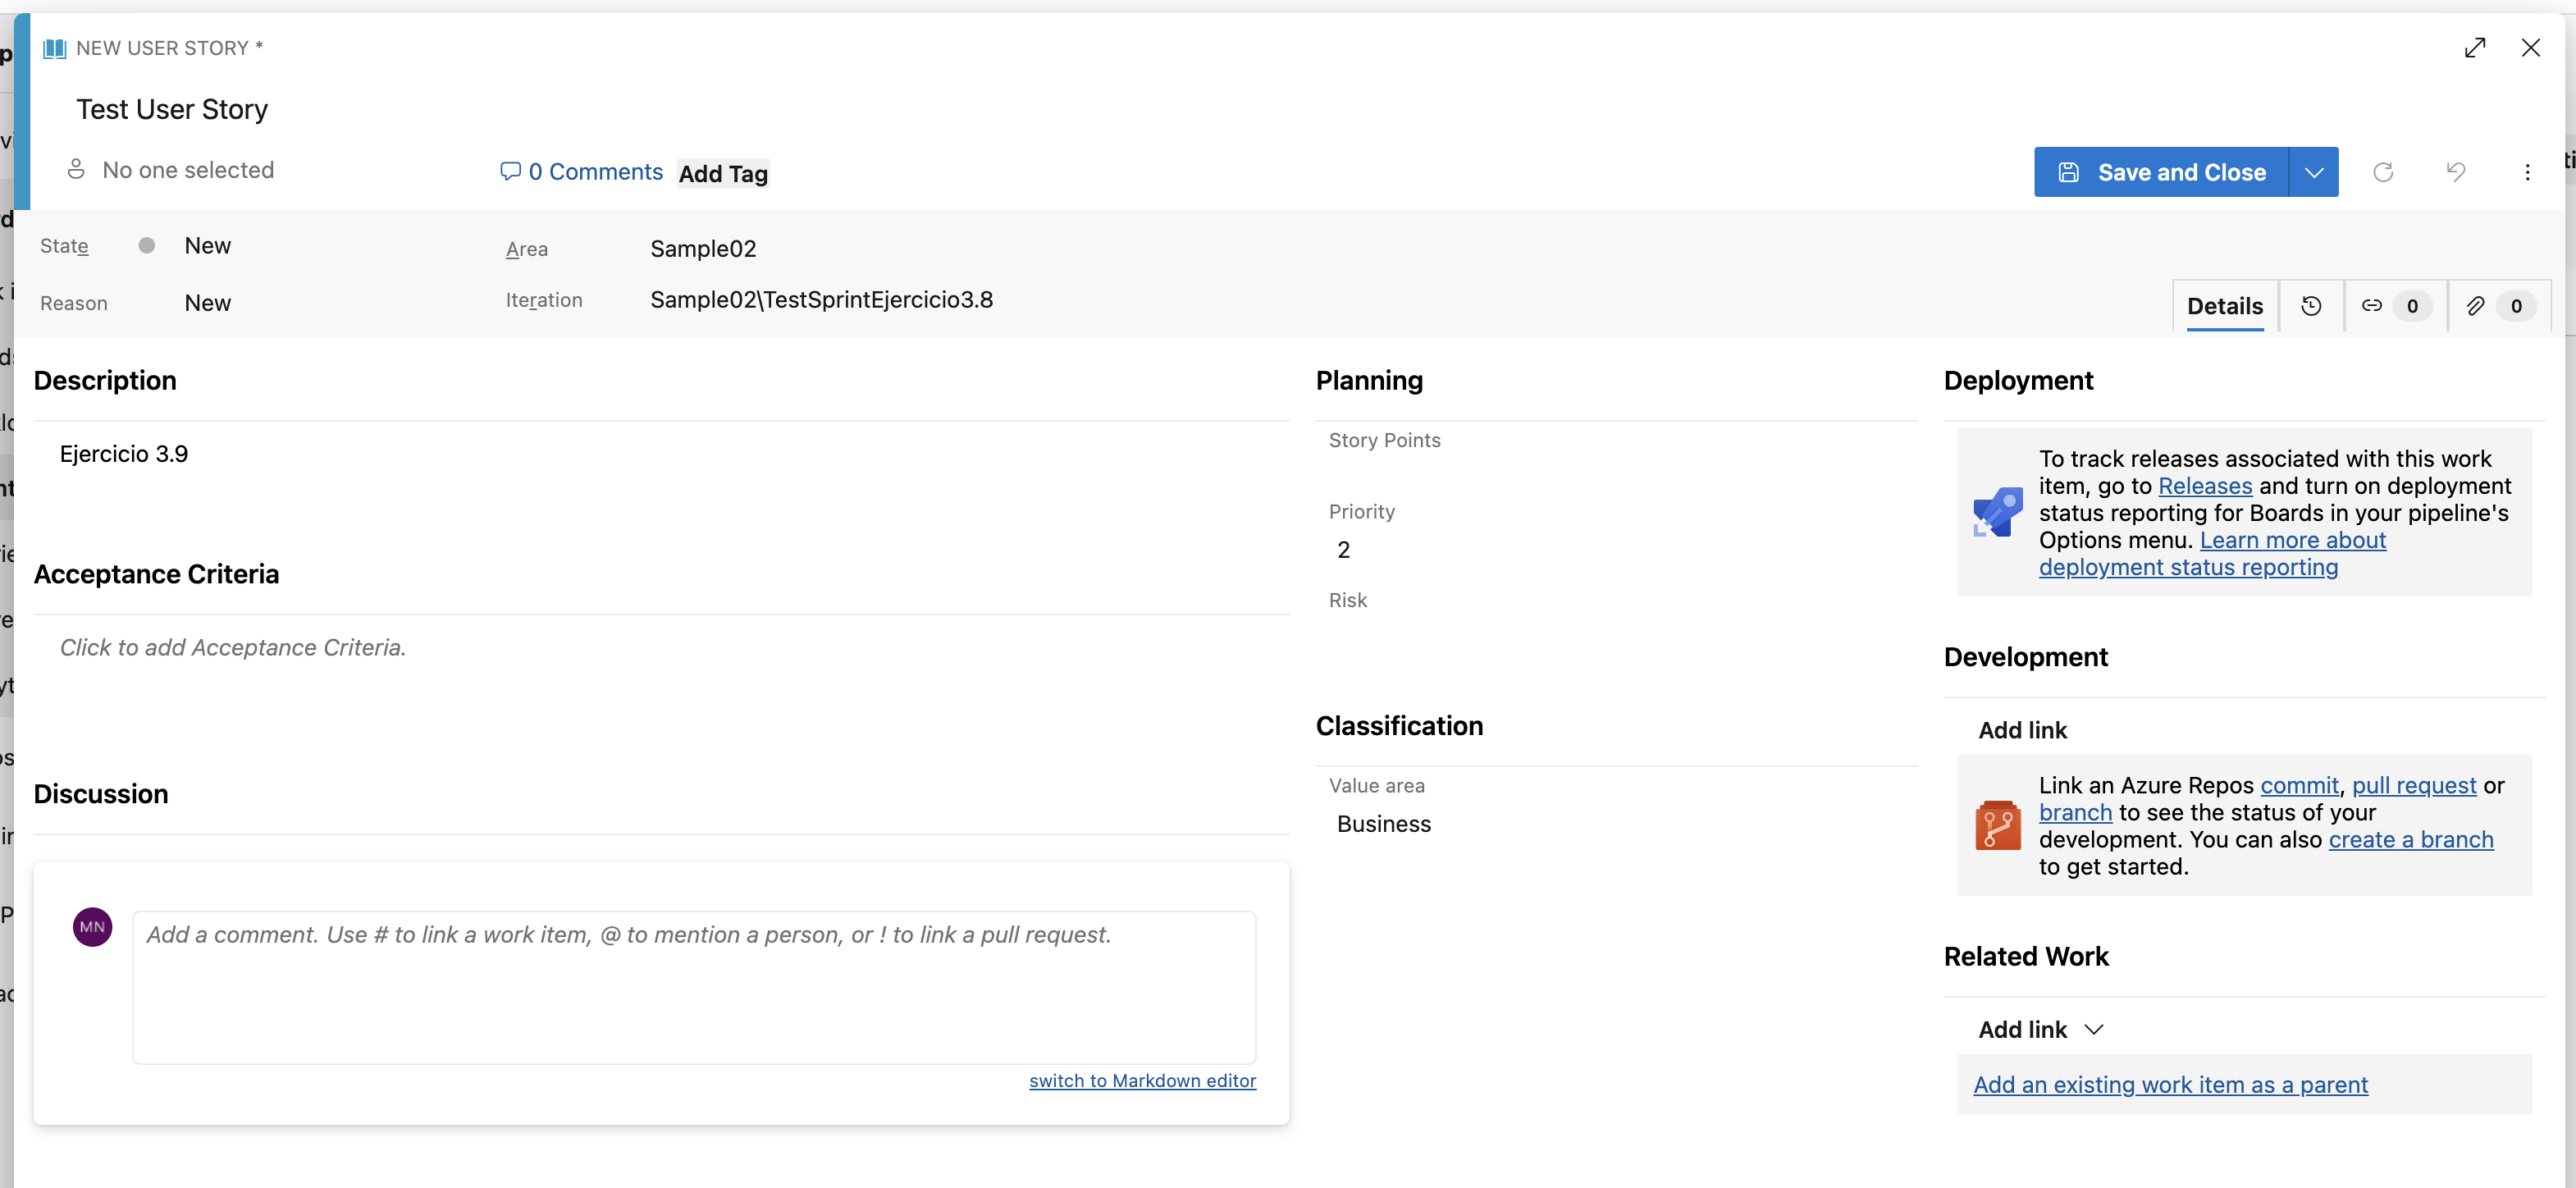 NEW USER STORY *
Test User Story
No one selected
0 Comments
Add Tag
Save and Close
State
New
Area
Sample02
Reason
New
Iteration
Sample02\TestSprintEjercicio3.8
Details
0
0
Description
Ejercicio 3.9
Acceptance Criteria
Click to add Acceptance Criteria.
Discussion
MN
Add a comment. Use # to link a work item, @ to mention a person, or ! to link a pull request.
switch to Markdown editor
Planning
Story Points
Priority
2
Risk
Classification
Value area
Business
Deployment
To track releases associated with this work
item, go to Releases and turn on deployment
status reporting for Boards in your pipeline's
Options menu. Learn more about
deployment status reporting
Development
Add link
Link an Azure Repos commit, pull request or
branch to see the status of your
development. You can also create a branch
to get started.
Related Work
Add link
Add an existing work item as a parent